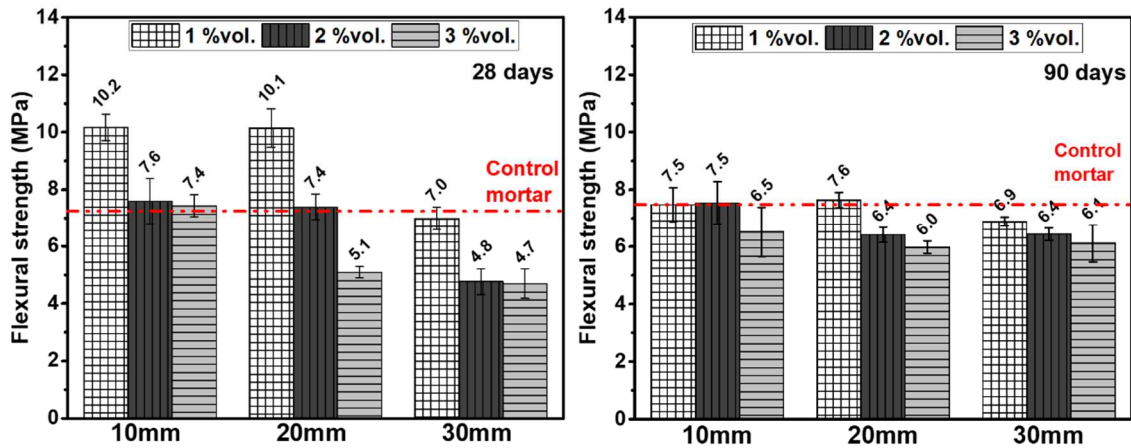 14
12
10
8
6
4
2
0
Flexural strength (MPa)
1 %vol. 2 %vol. 3 %vol.
28 days
10.2
7.6
7.4
10.1
7.4
5.1
7.0
4.8
4.7
Control
mortar
10mm 20mm 30mm
14
12
10
8
6
4
2
0
Flexural strength (MPa)
1 %vol. 2 %vol. 3 %vol.
90 days
7.5
7.5
6.5
7.6
6.4
6.0
6.9
6.4
6.1
Control
mortar
10mm 20mm 30mm